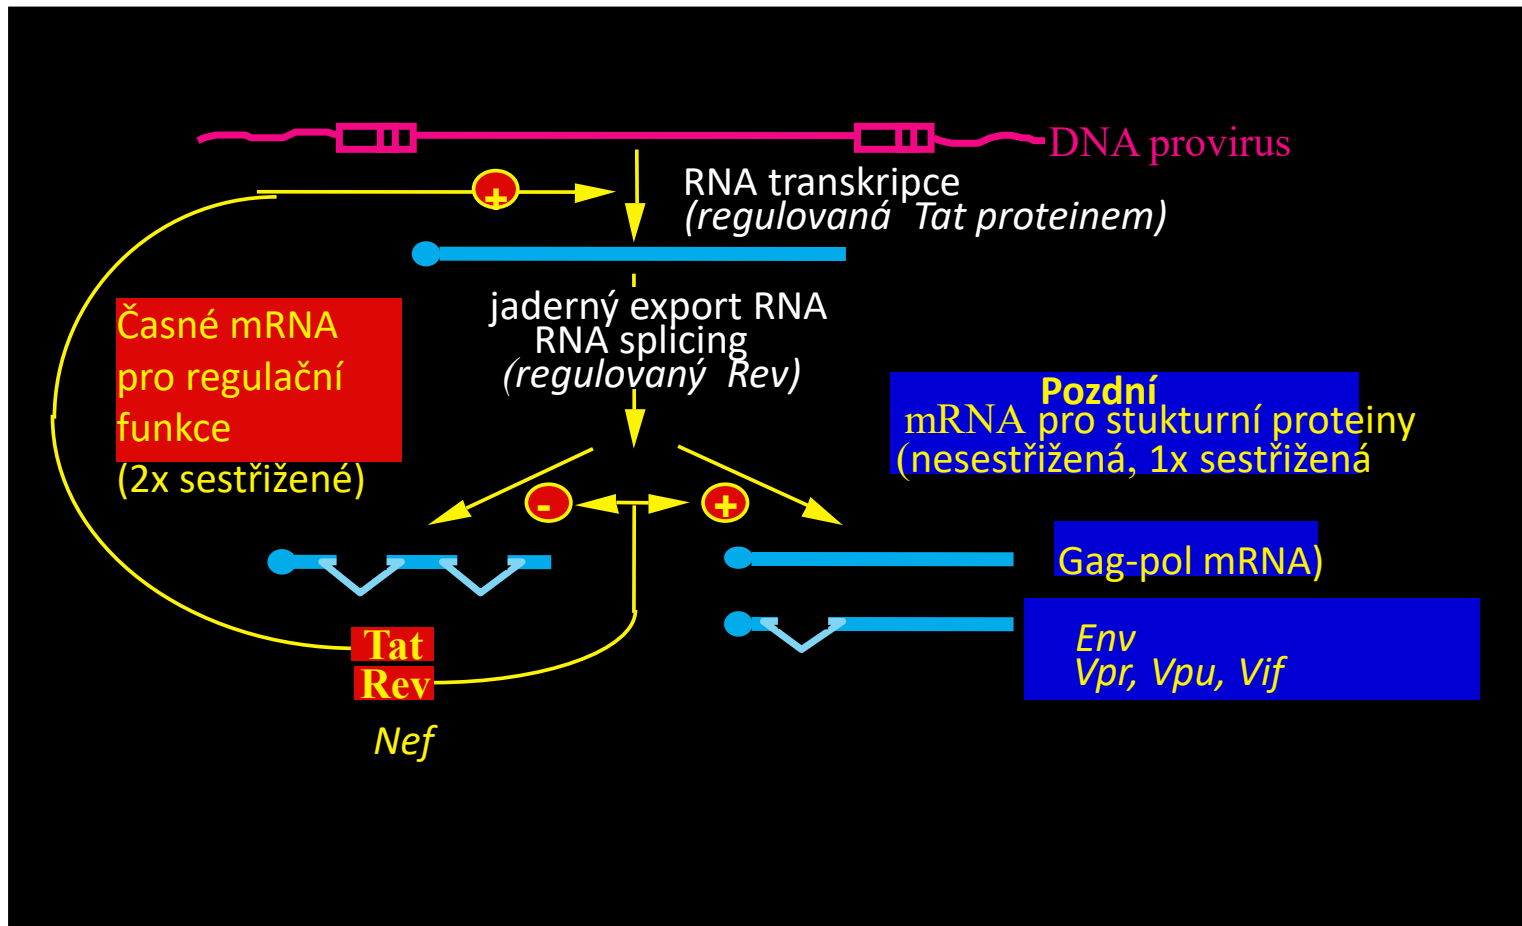 DNA provirus
+
RNA transkripce
(regulovaná Tat proteinem)
jaderný export RNA
RNA splicing
(regulovaný Rev)
Časné mRNA
pro regulační
funkce
(2x sestřižené)
Pozdní
mRNA pro stukturní proteiny
(nesestřižená, 1x sestřižená
-
+
Gag-pol mRNA)
Env
Vpr, Vpu, Vif
Tat
Rev
Nef